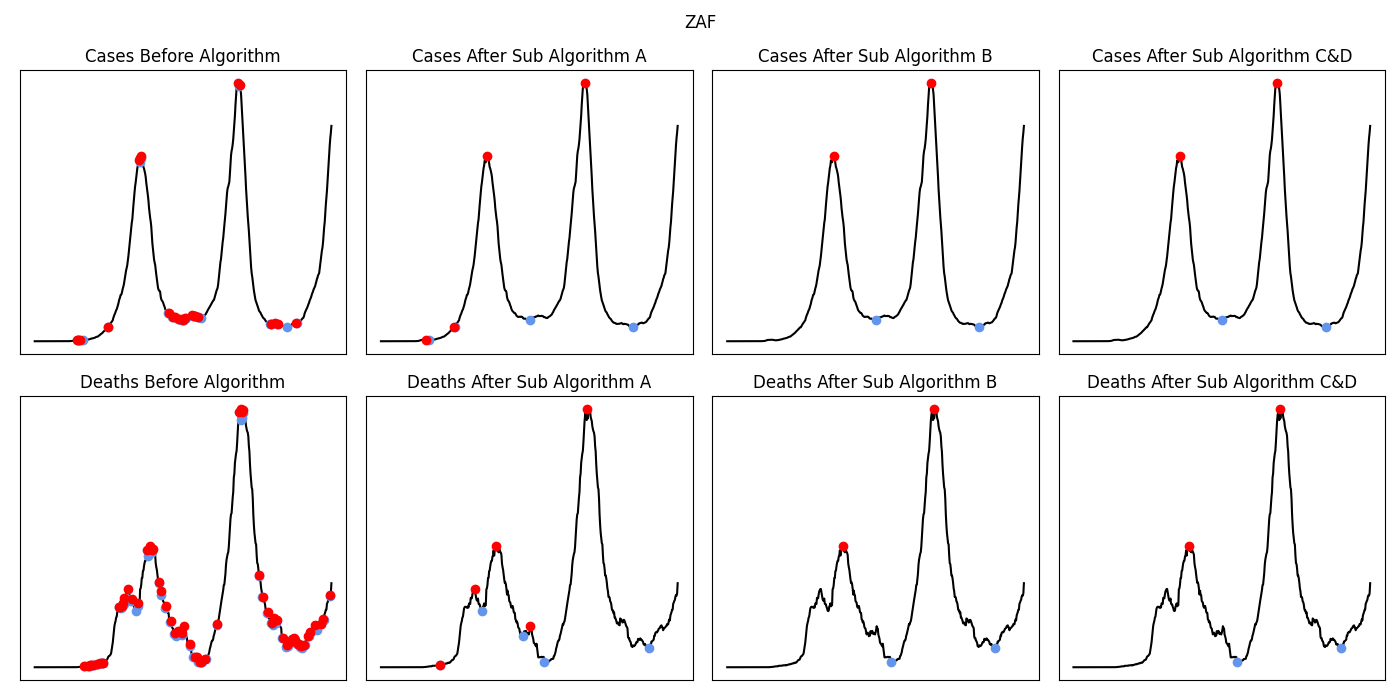 ZAF
Cases Before Algorithm
Cases After Sub Algorithm A
Cases After Sub Algorithm B
Cases After Sub Algorithm C&D
Deaths Before Algorithm
Deaths After Sub Algorithm A
Deaths After Sub Algorithm B
Deaths After Sub Algorithm C&D